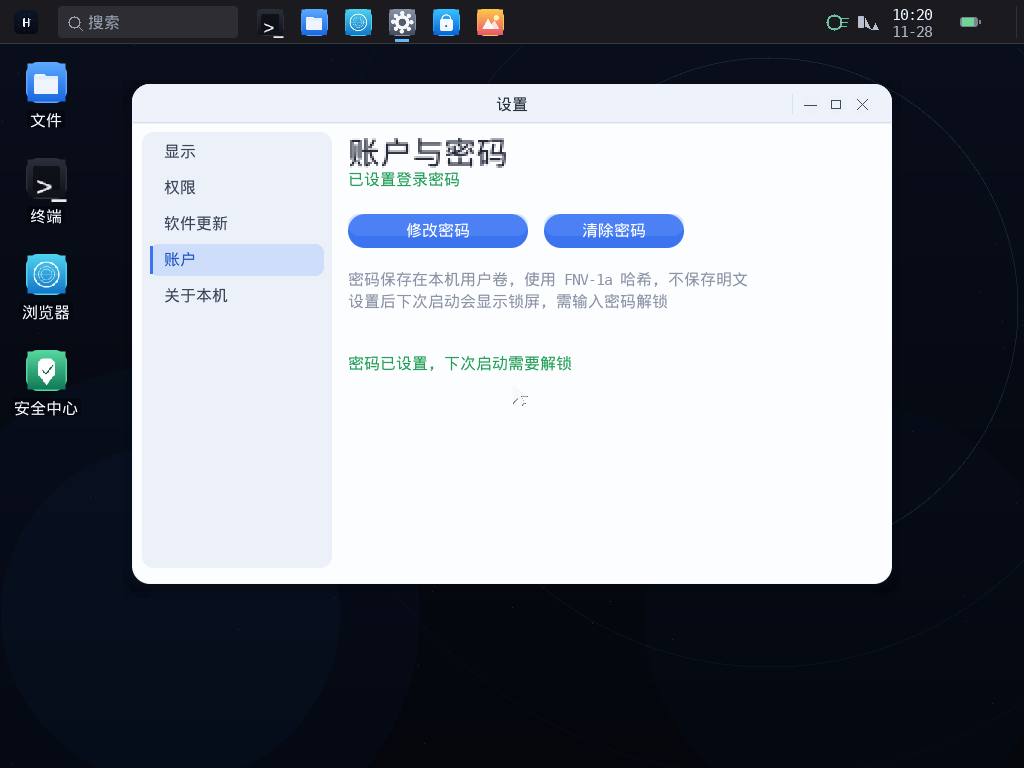 H
搜索
10:20
11-28
文件
终端
浏览器
安全中心
设置
显示
权限
软件更新
账户
关于本机
账户与密码
已设置登录密码
修改密码
清除密码
密码保存在本机用户卷，使用 FNV-1a 哈希，不保存明文
设置后下次启动会显示锁屏，需输入密码解锁
密码已设置，下次启动需要解锁